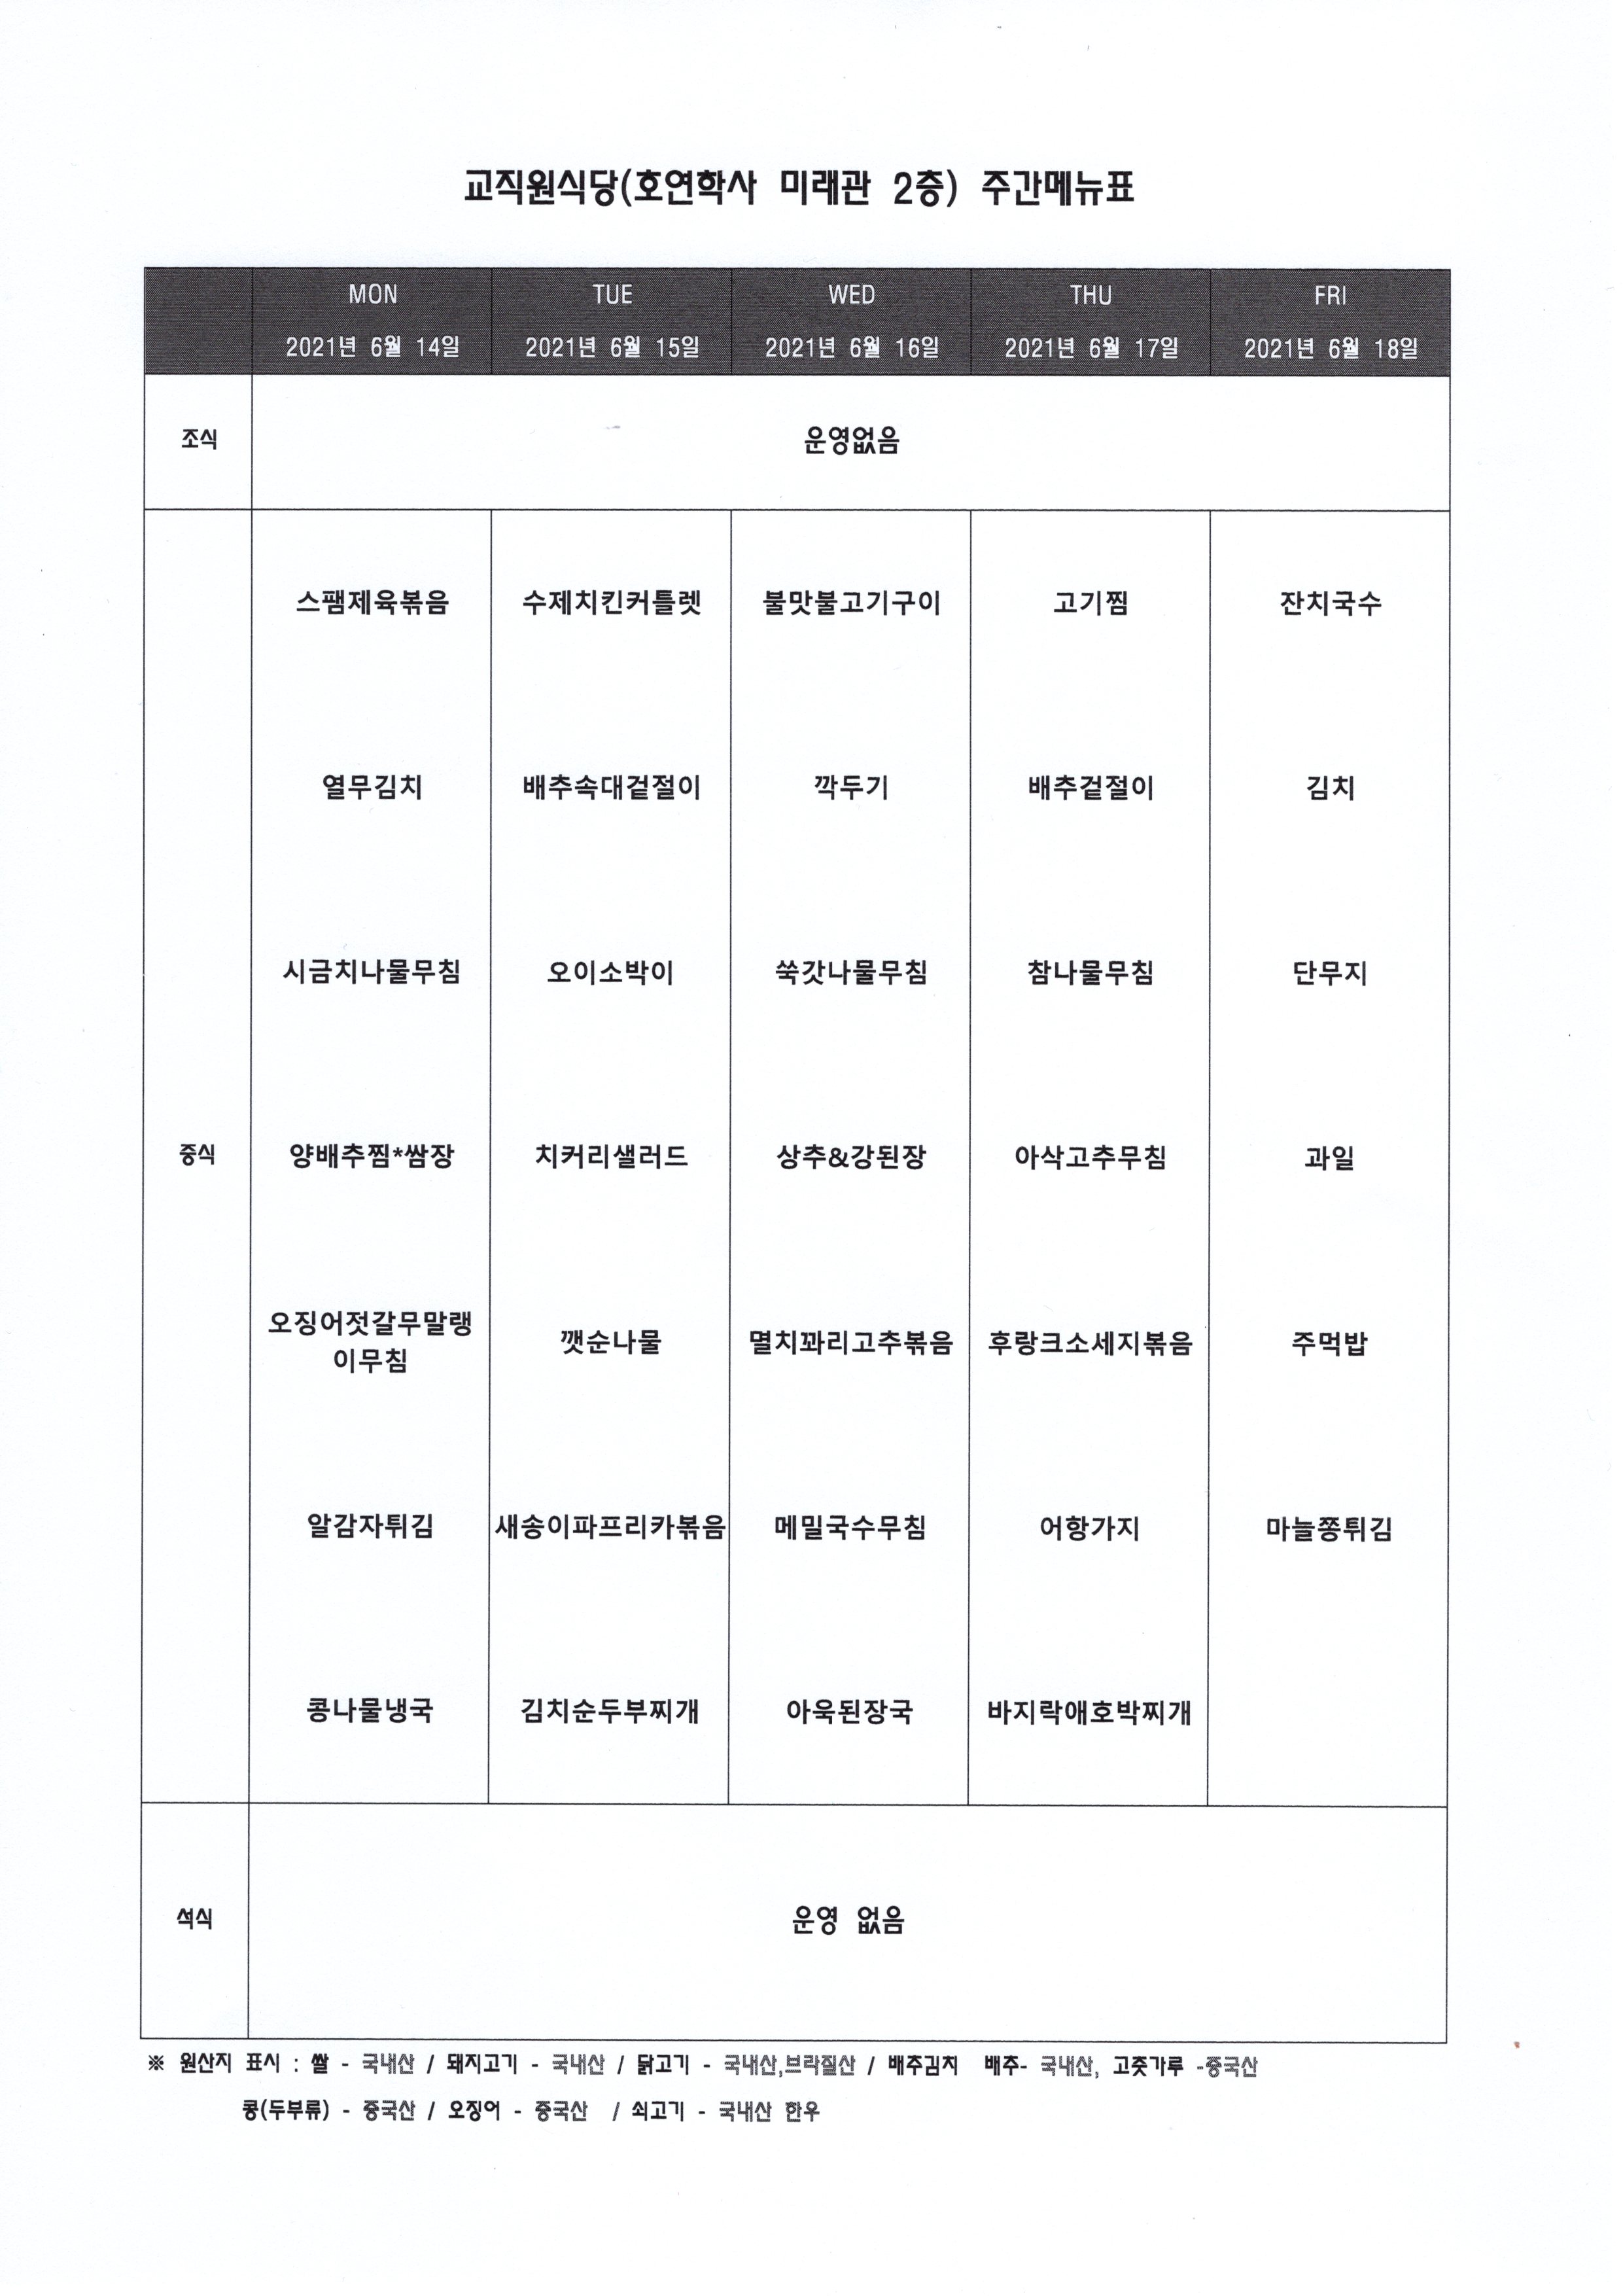 교직원식당(호연학사 미래관 2층) 주간메뉴표
MON TUE WED THU FRI
2021년 6월 14일 2021년 6월 15일 2021년 6월 16일 2021년 6월 17일 2021년 6월 18일
조식 운영없음
스팸제육볶음 수제치킨커틀렛 불맛불고기구이 고기찜 잔치국수
열무김치 배추속대겉절이 깍두기 배추겉절이 김치
시금치나물무침 오이소박이 쑥갓나물무침 참나물무침 단무지
중식 양배추찜*쌈장 치커리샐러드 상추&강된장 아삭고추무침 과일
오징어젓갈무말랭
이무침 깻순나물 멸치꽈리고추볶음 후랑크소세지볶음 주먹밥
알감자튀김 새송이파프리카볶음 메밀국수무침 어향가지 마늘쫑튀김
콩나물냉국 김치순두부찌개 아욱된장국 바지락애호박찌개
석식 운영 없음
※ 원산지 표시 : 쌀 - 국내산 / 돼지고기 - 국내산 / 닭고기 - 국내산,브라질산 / 배추김치 배추- 국내산, 고춧가루 -중국산
콩(두부류) - 중국산 / 오징어 - 중국산 / 쇠고기 - 국내산 한우